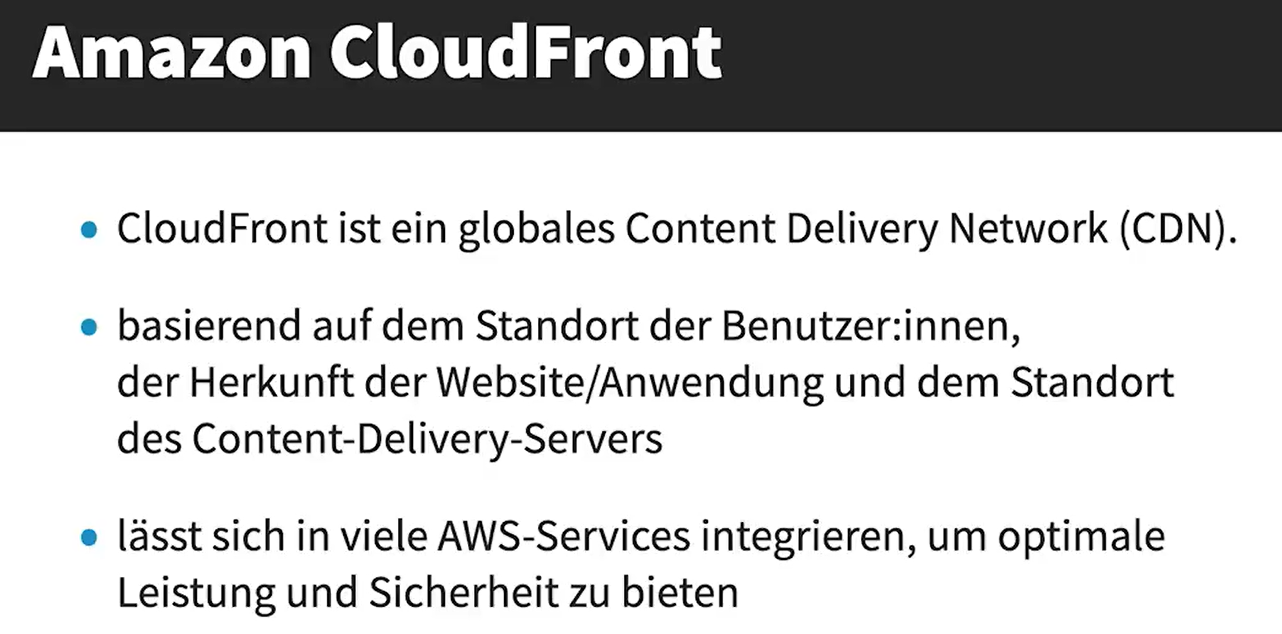 Amazon CloudFront
• CloudFront ist ein globales Content Delivery Network (CDN).
• basierend auf dem Standort der Benutzer:innen,
der Herkunft der Website/Anwendung und dem Standort
des Content-Delivery-Servers
• lässt sich in viele AWS-Services integrieren, um optimale
Leistung und Sicherheit zu bieten